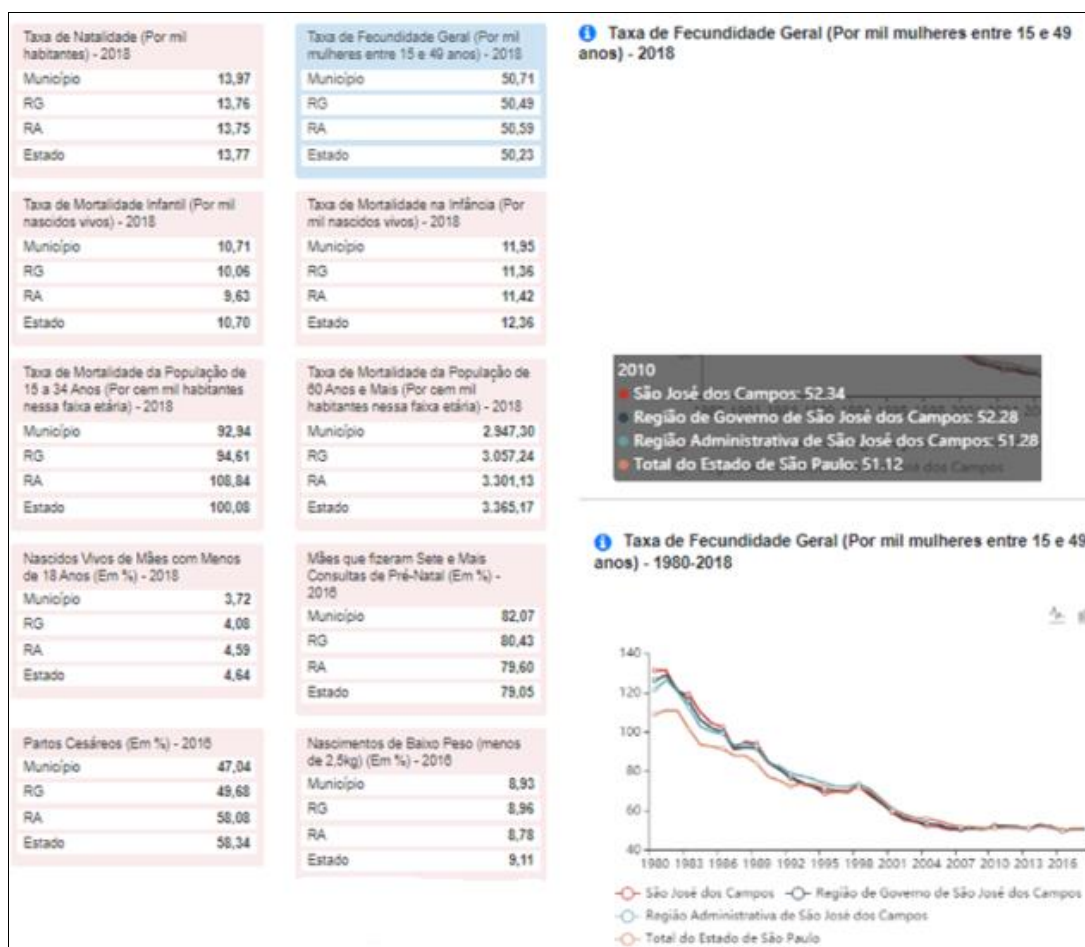 Taxa de Natalidade (Por mil
habitantes) - 2018
Município 13,97
RG 13,76
RA 13,75
Estado 13,77
Taxa de Fecundidade Geral (Por mil
mulheres entre 15 e 49 anos) - 2018
Município 50,71
RG 50,49
RA 50,59
Estado 50,23
Taxa de Mortalidade Infantil (Por mil
nascidos vivos) - 2018
Município 10,71
RG 10,06
RA 9,63
Estado 10,70
Taxa de Mortalidade na Infância (Por
mil nascidos vivos) - 2018
Município 11,95
RG 11,36
RA 11,42
Estado 12,36
Taxa de Mortalidade da População de
15 a 34 Anos (Por cem mil habitantes
nessa faixa etária) - 2018
Município 92,94
RG 94,61
RA 108,84
Estado 100,08
Taxa de Mortalidade da População de
60 Anos e Mais (Por cem mil
habitantes nessa faixa etária) - 2018
Município 2.947,30
RG 3.057,24
RA 3.301,13
Estado 3.365,17
Nascidos Vivos de Mães com Menos
de 18 Anos (Em %) - 2018
Município 3,72
RG 4,08
RA 4,59
Estado 4,64
Mães que fizeram Sete e Mais
Consultas de Pré-Natal (Em %) -
2016
Município 82,07
RG 80,43
RA 79,60
Estado 79,05
Partos Cesáreos (Em %) - 2016
Município 47,04
RG 49,68
RA 58,08
Estado 58,34
Nascimentos de Baixo Peso (menos
de 2,5kg) (Em %) - 2016
Município 8,93
RG 8,96
RA 8,78
Estado 9,11
Taxa de Fecundidade Geral (Por mil mulheres entre 15 e 49
anos) - 2018
2010
São José dos Campos: 52.34
Região de Governo de São José dos Campos: 52.28
Região Administrativa de São José dos Campos: 51.28
Total do Estado de São Paulo: 51.12
Taxa de Fecundidade Geral (Por mil mulheres entre 15 e 49
anos) - 1980-2018
140
120
100
80
60
40
1980 1983 1986 1989 1992 1995 1998 2001 2004 2007 2010 2013 2016
São José dos Campos Região de Governo de São José dos Campos
Região Administrativa de São José dos Campos
Total do Estado de São Paulo